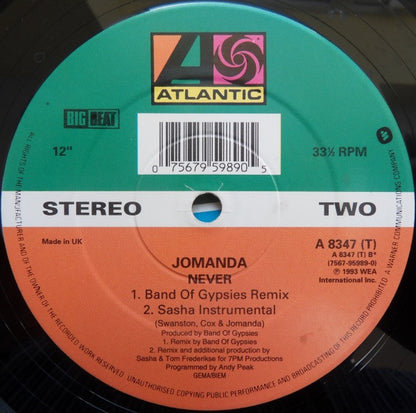 ATLANTIC
BIG BEAT
12"
33⅓ RPM
0 75679 59890 5
STEREO
TWO
Made in UK
A 8347 (T)
A 8347 (T) B*
(7567-95989-0)
℗ 1993 WEA
International Inc.
JOMANDA
NEVER
1. Band Of Gypsies Remix
2. Sasha Instrumental
(Swanston, Cox & Jomanda)
Produced by Band Of Gypsies
1. Remix by Band Of Gypsies
2. Remix and additional production by
Sasha & Tom Frederikse for 7PM Productions
Programmed by Andy Peak
GEMA/BIEM
ALL RIGHTS OF THE MANUFACTURER AND OF THE OWNER OF THE RECORDED WORK RESERVED. UNAUTHORISED COPYING PUBLIC PERFORMANCE AND BROADCASTING OF THIS RECORD PROHIBITED. A WARNER COMMUNICATIONS COMPANY